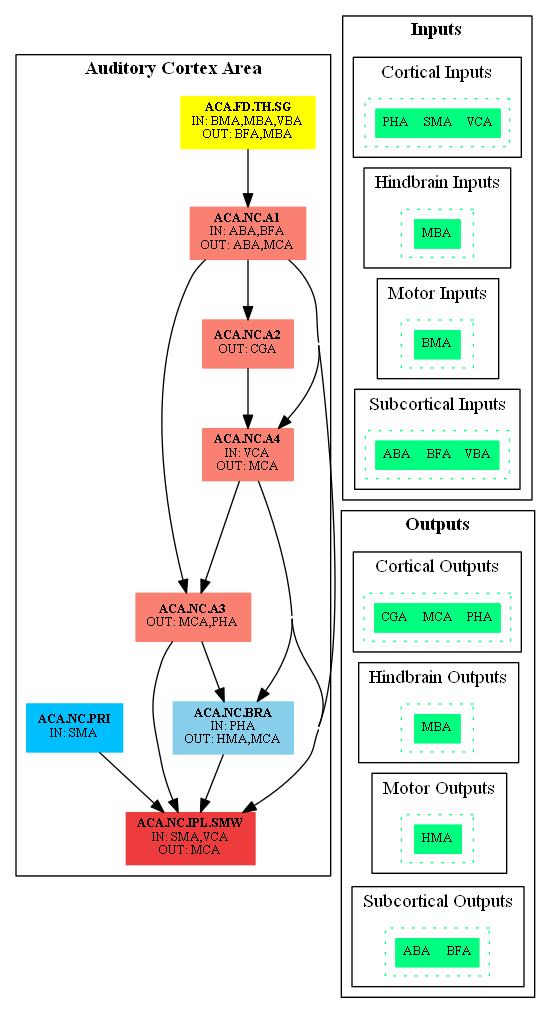 Auditory Cortex Area
ACA.FD.TH.SG
IN: BMA,MBA,VBA
OUT: BFA,MBA
ACA.NC.A1
IN: ABA,BFA
OUT: ABA,MCA
ACA.NC.A2
OUT: CGA
ACA.NC.A4
IN: VCA
OUT: MCA
ACA.NC.A3
OUT: MCA,PHA
ACA.NC.PRI
IN: SMA
ACA.NC.BRA
IN: PHA
OUT: HMA,MCA
ACA.NC.IPL.SMW
IN: SMA,VCA
OUT: MCA
Inputs
Cortical Inputs
PHA SMA VCA
Hindbrain Inputs
MBA
Motor Inputs
BMA
Subcortical Inputs
ABA BFA VBA
Outputs
Cortical Outputs
CGA MCA PHA
Hindbrain Outputs
MBA
Motor Outputs
HMA
Subcortical Outputs
ABA BFA